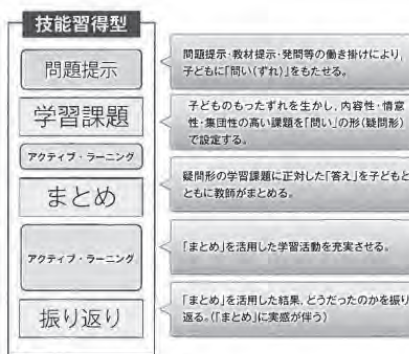 技能習得型
問題提示
問題提示・教材提示・発問等の働き掛けにより,
子どもに「問い(ずれ)」をもたせる。
学習課題
子どものもったずれを生かし, 内容性・情意
性・集団性の高い課題を「問い」の形(疑問形)
で設定する。
アクティブ・ラーニング
まとめ
疑問形の学習課題に正対した「答え」を子どもと
ともに教師がまとめる。
アクティブ・ラーニング
「まとめ」を活用した学習活動を充実させる。
振り返り
「まとめ」を活用した結果, どうだったのかを振り
返る。(「まとめ」に実感が伴う)